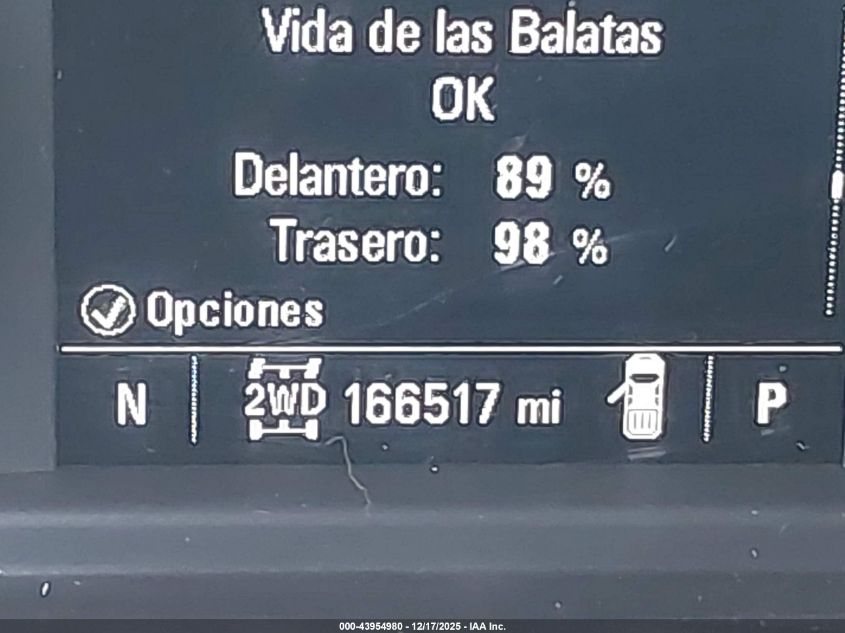 Vida de las Balatas
OK
Delantero: 89 %
Trasero: 98 %
Opciones
N 2WD 166517 mi P
000-43954980 - 12/17/2025 - IAA Inc.